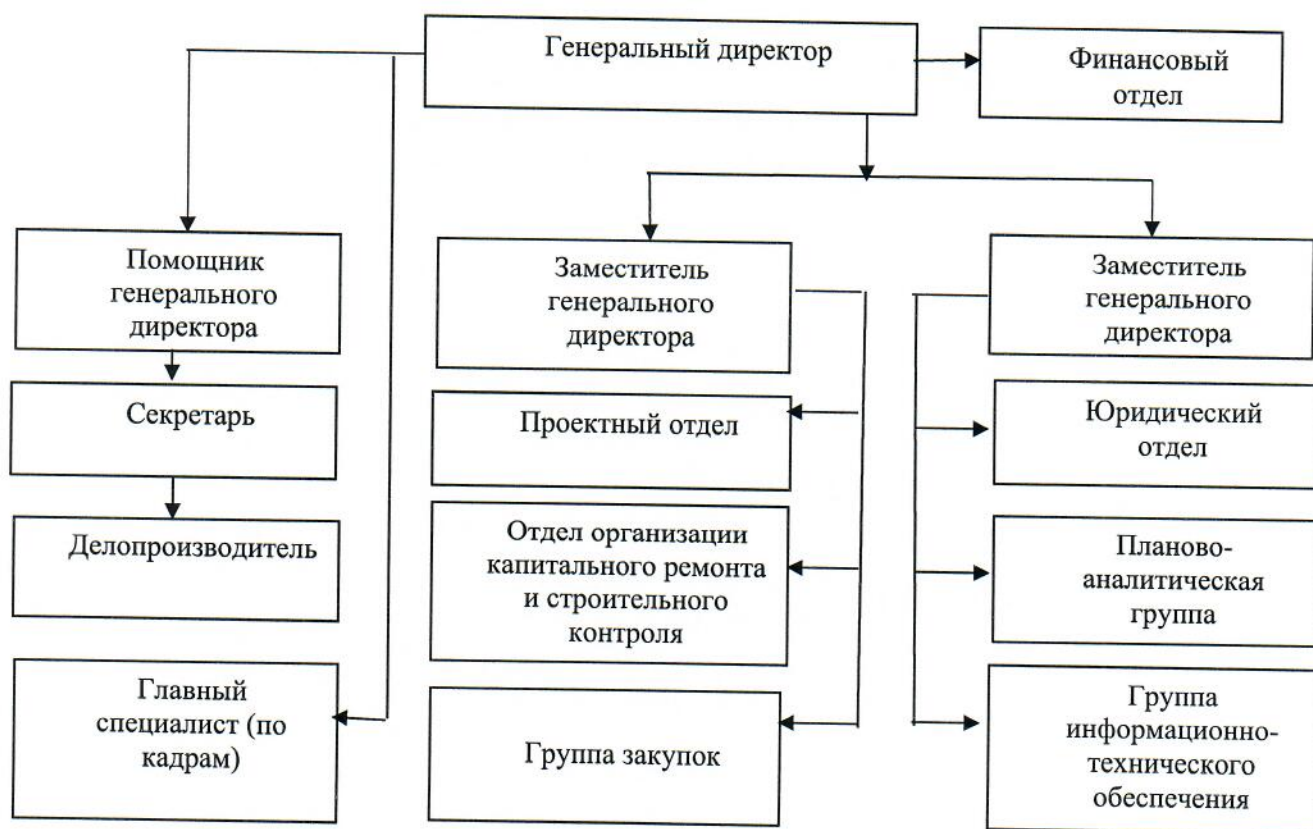 Генеральный директор
Финансовый
отдел
Помощник
генерального
директора
Заместитель
генерального
директора
Заместитель
генерального
директора
Секретарь
Проектный отдел
Юридический
отдел
Делопроизводитель
Отдел организации
капитального ремонта
и строительного
контроля
Планово-
аналитическая
группа
Главный
специалист (по
кадрам)
Группа закупок
Группа
информационно-
технического
обеспечения